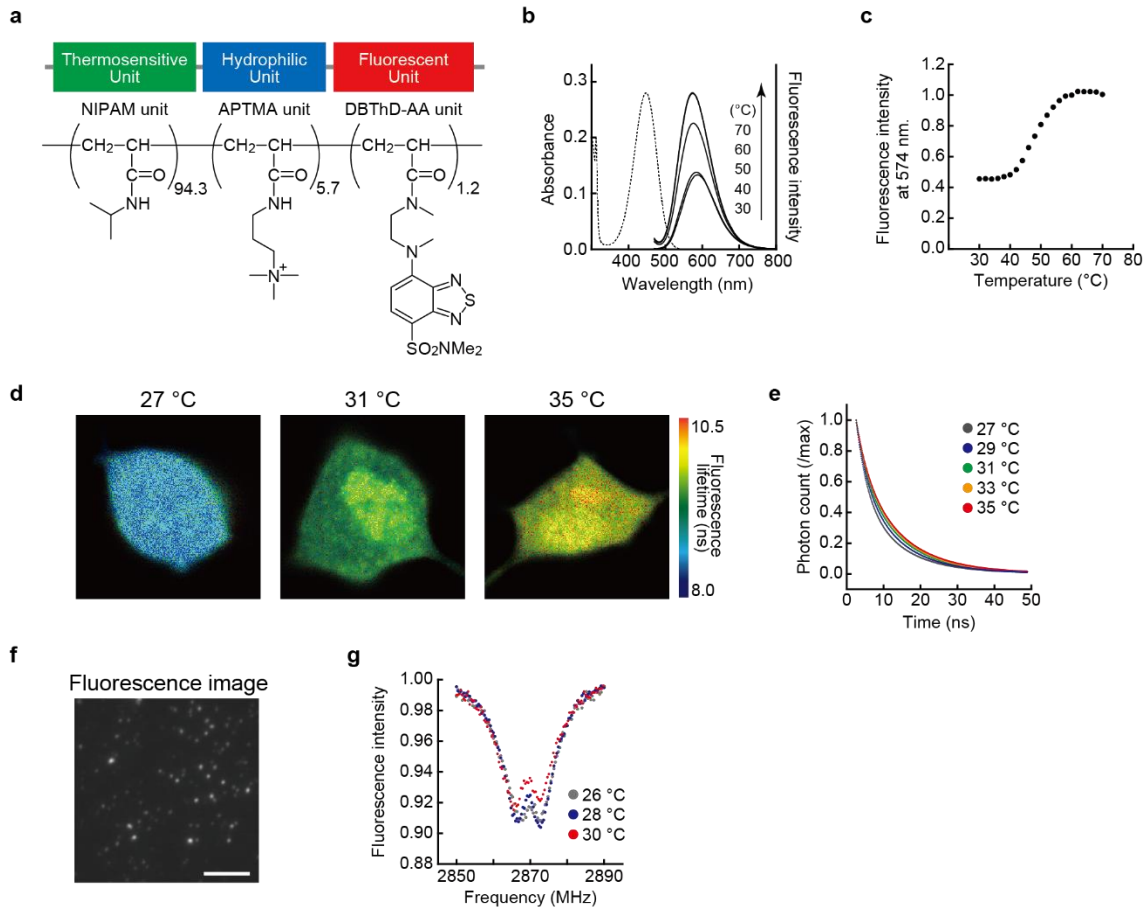 a
Thermosensitive Unit
Hydrophilic Unit
Fluorescent Unit
NIPAM unit
APTMA unit
DBThD-AA unit
CH2 CH
C=O
NH
94.3
CH2 CH
C=O
NH
N+
5.7
CH2 CH
C=O
N
N
N
S
N
SO2NMe2
1.2
b
Absorbance
0.3
0.2
0.1
0.0
400 500 600 700 800
Wavelength (nm)
(°C)
70
60
50
40
30
Fluorescence intensity
c
Fluorescence intensity
at 574 nm.
1.2
1.0
0.8
0.6
0.4
0.2
0
20 30 40 50 60 70 80
Temperature (°C)
d
27 °C
31 °C
35 °C
10.5
Fluorescence
lifetime (ns)
8.0
e
Photon count (/max)
1.0
0.8
0.6
0.4
0.2
0.0
0 10 20 30 40 50
Time (ns)
27 °C
29 °C
31 °C
33 °C
35 °C
f
Fluorescence image
g
Fluorescence intensity
1.00
0.98
0.96
0.94
0.92
0.90
0.88
2850 2870 2890
Frequency (MHz)
26 °C
28 °C
30 °C